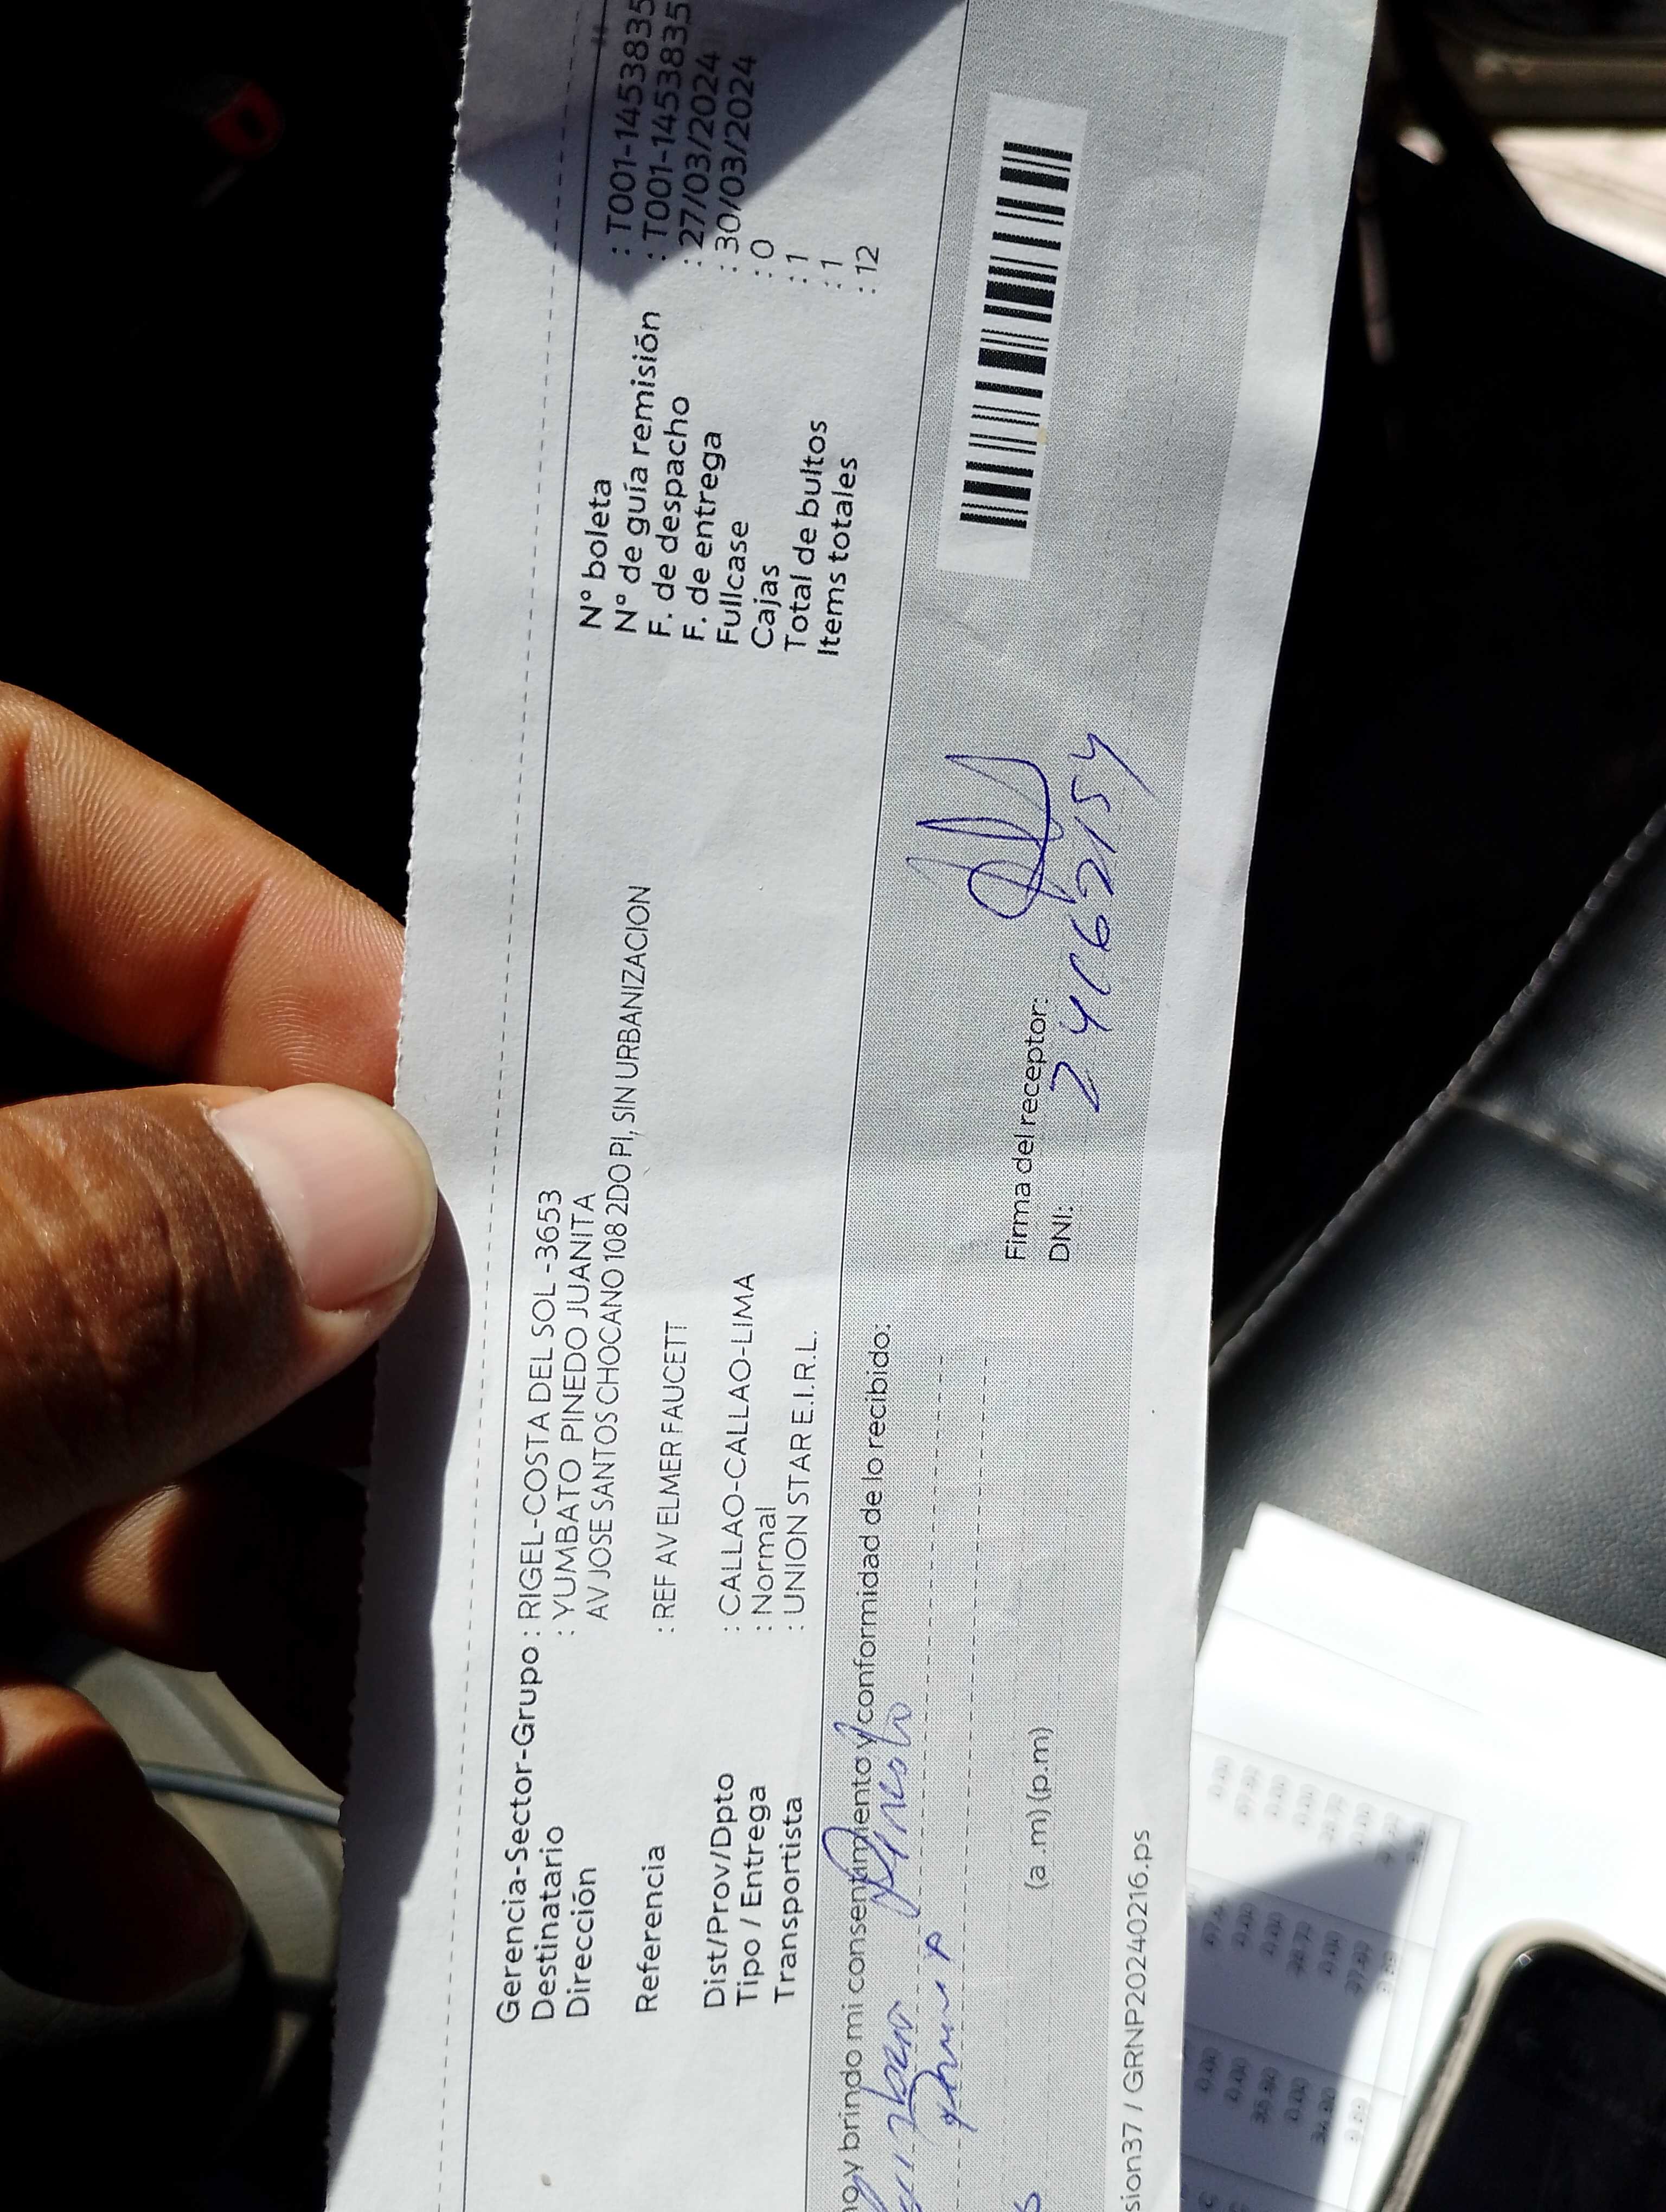 Gerencia-Sector-Grupo : RIGEL-COSTA DEL SOL -3653
Destinatario : YUMBATO PINEDO JUANITA
Dirección AV JOSE SANTOS CHOCANO 108 2DO PI, SIN URBANIZACION
Referencia : REF AV ELMER FAUCETT
Dist/Prov/Dpto : CALLAO-CALLAO-LIMA
Tipo / Entrega : Normal
Transportista : UNION STAR E.I.R.L.
N° boleta : T001-1453835
N° de guía remisión : T001-14538355
F. de despacho : 27/03/2024
F. de entrega : 30/03/2024
Fullcase : 0
Cajas : 1
Total de bultos : 1
Items totales : 12
y brindo mi consentimiento y conformidad de lo recibido:
Firma del receptor:
DNI:
(a .m) (p.m)
sion37 / GRNP20240216.ps